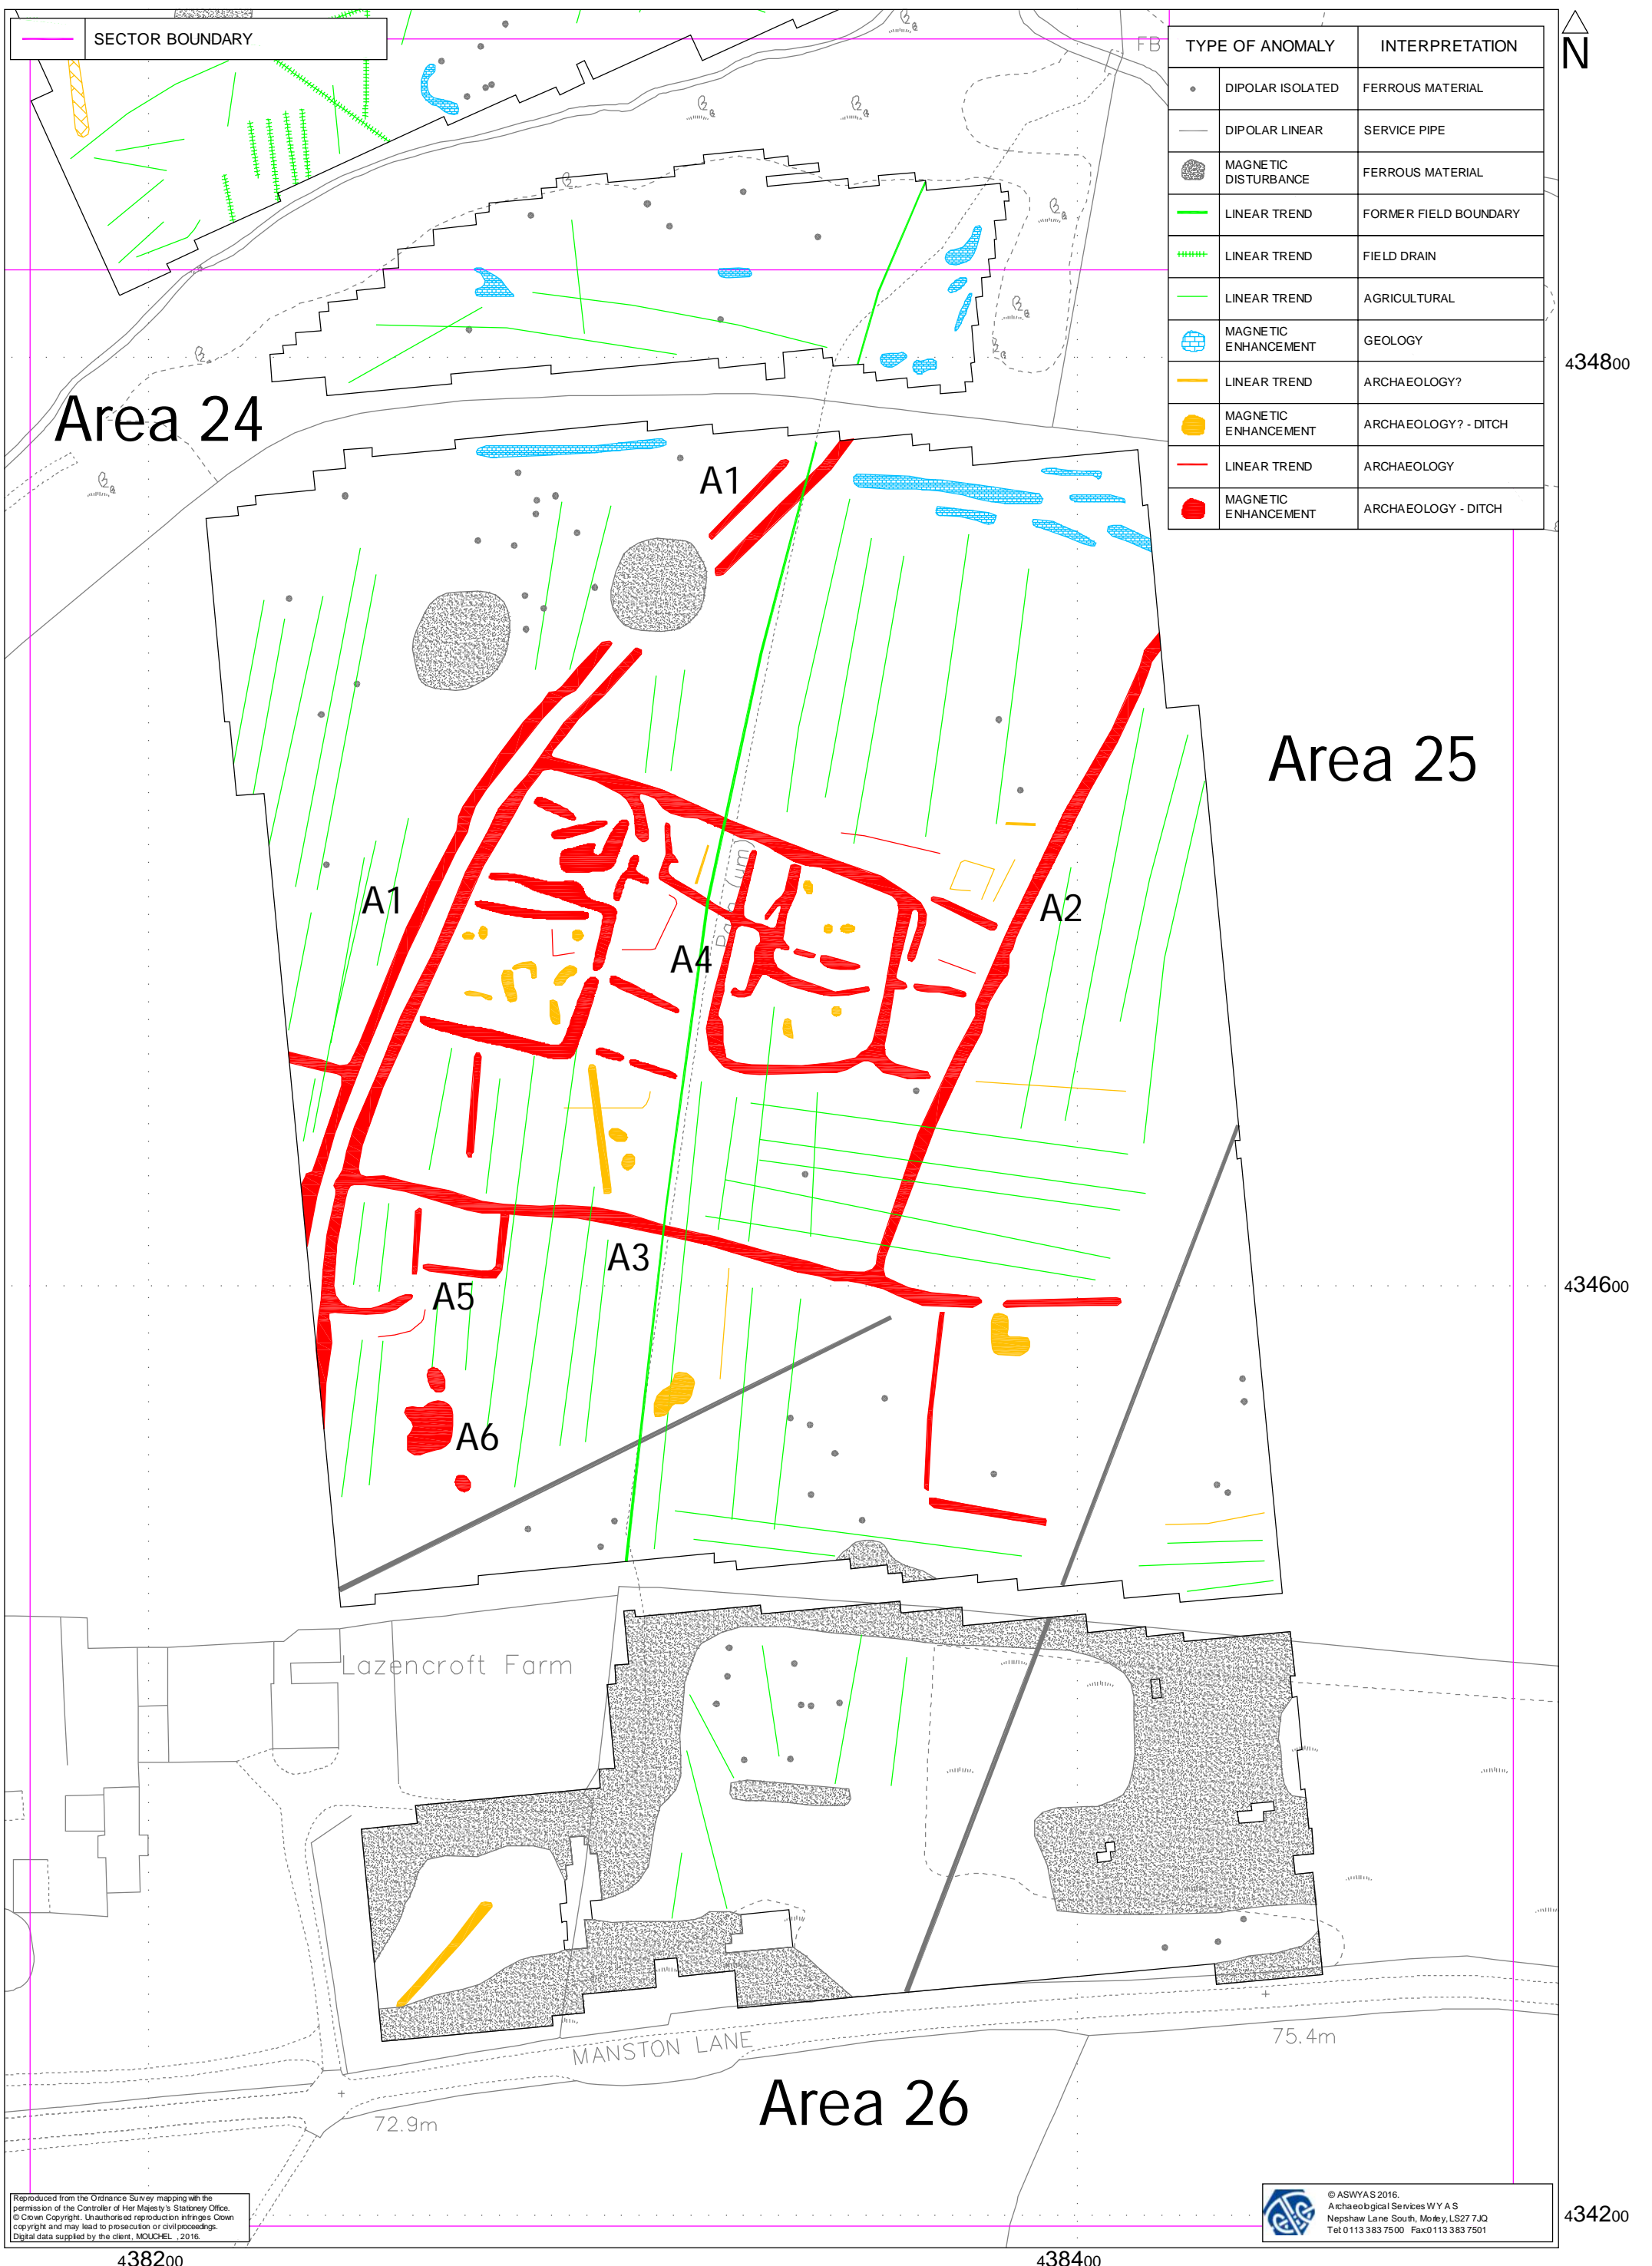 SECTOR BOUNDARY
N
FB
TYPE OF ANOMALY INTERPRETATION
DIPOLAR ISOLATED FERROUS MATERIAL
DIPOLAR LINEAR SERVICE PIPE
MAGNETIC
DISTURBANCE FERROUS MATERIAL
LINEAR TREND FORMER FIELD BOUNDARY
LINEAR TREND FIELD DRAIN
LINEAR TREND AGRICULTURAL
MAGNETIC
ENHANCEMENT GEOLOGY
LINEAR TREND ARCHAEOLOGY?
MAGNETIC
ENHANCEMENT ARCHAEOLOGY? - DITCH
LINEAR TREND ARCHAEOLOGY
MAGNETIC
ENHANCEMENT ARCHAEOLOGY - DITCH
434800
Area 24
A1
Area 25
Path (um)
A1
A2
A4
A3
A5
434600
A6
Lazencroft Farm
MANSTON LANE
75.4m
Area 26
72.9m
Reproduced from the Ordnance Survey mapping with the
permission of the Controller of Her Majesty's Stationery Office.
© Crown Copyright. Unauthorised reproduction infringes Crown
copyright and may lead to prosecution or civil proceedings.
Digital data supplied by the client, MOUCHEL , 2016.
© ASWYAS 2016.
Archaeological Services W Y A S
Nepshaw Lane South, Morley, LS27 7JQ
Tel: 0113 383 7500 Fax:0113 383 7501
434200
438200
438400